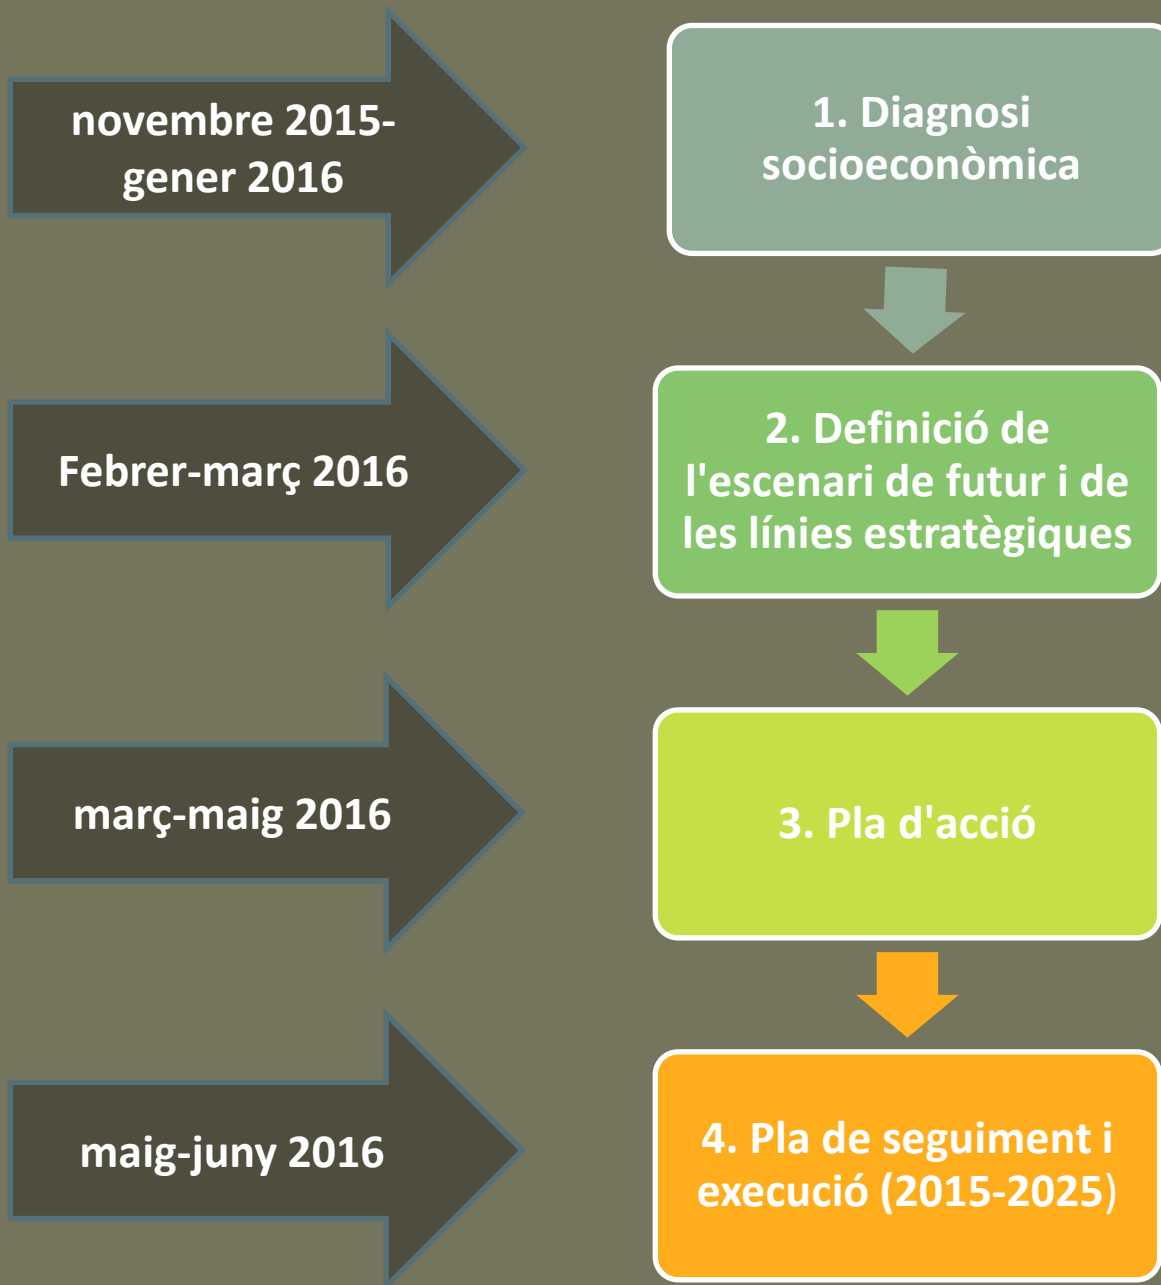 novembre 2015-
gener 2016
1. Diagnosi
socioeconòmica
Febrer-març 2016
2. Definició de
l'escenari de futur i de
les línies estratègiques
març-maig 2016
3. Pla d'acció
maig-juny 2016
4. Pla de seguiment i
execució (2015-2025)